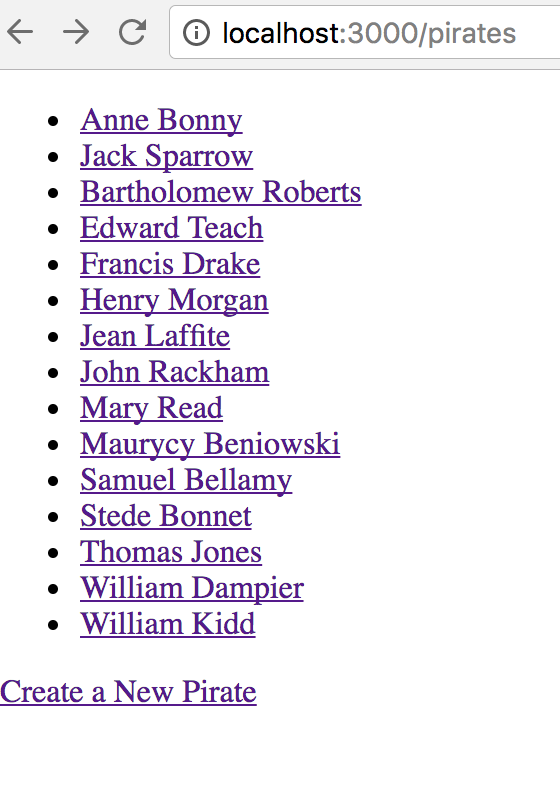 localhost:3000/pirates
Anne Bonny
Jack Sparrow
Bartholomew Roberts
Edward Teach
Francis Drake
Henry Morgan
Jean Laffite
John Rackham
Mary Read
Maurycy Beniowski
Samuel Bellamy
Stede Bonnet
Thomas Jones
William Dampier
William Kidd
Create a New Pirate